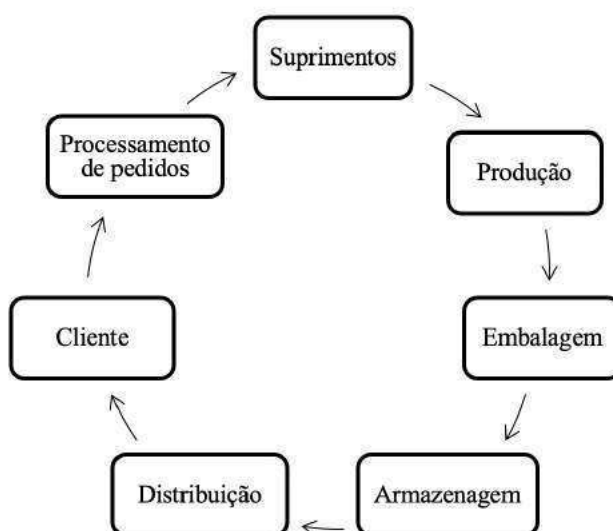 Suprimentos
Processamento
de pedidos
Produção
Cliente
Embalagem
Distribuição
Armazenagem